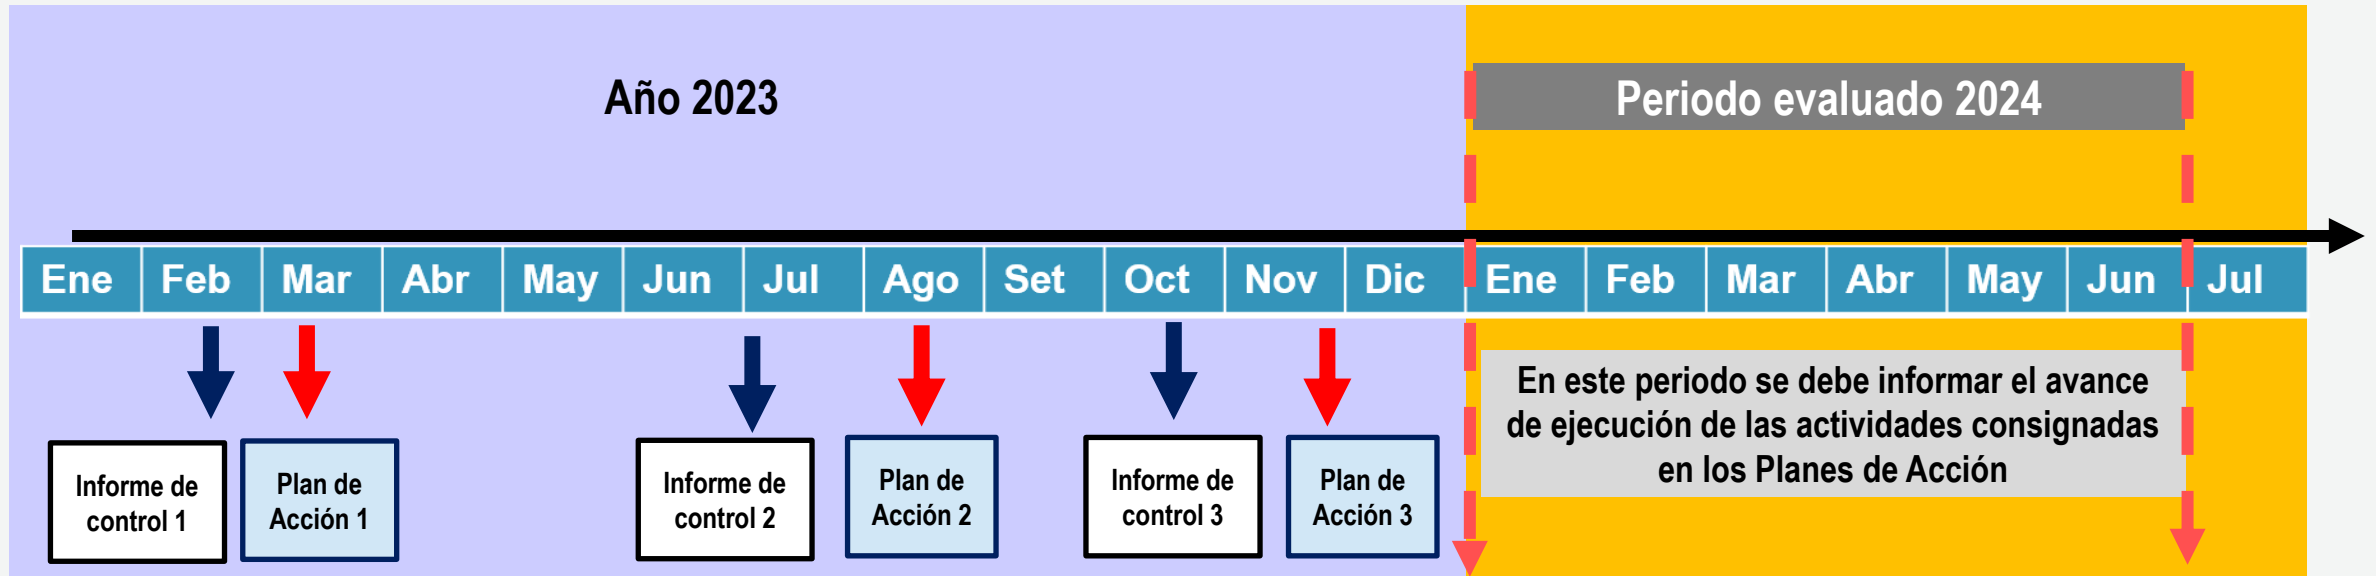 Año 2023
Periodo evaluado 2024
Ene Feb Mar Abr May Jun Jul Ago Set Oct Nov Dic Ene Feb Mar Abr May Jun Jul
Informe de
control 1
Plan de
Acción 1
Informe de
control 2
Plan de
Acción 2
Informe de
control 3
Plan de
Acción 3
En este periodo se debe informar el avance
de ejecución de las actividades consignadas
en los Planes de Acción